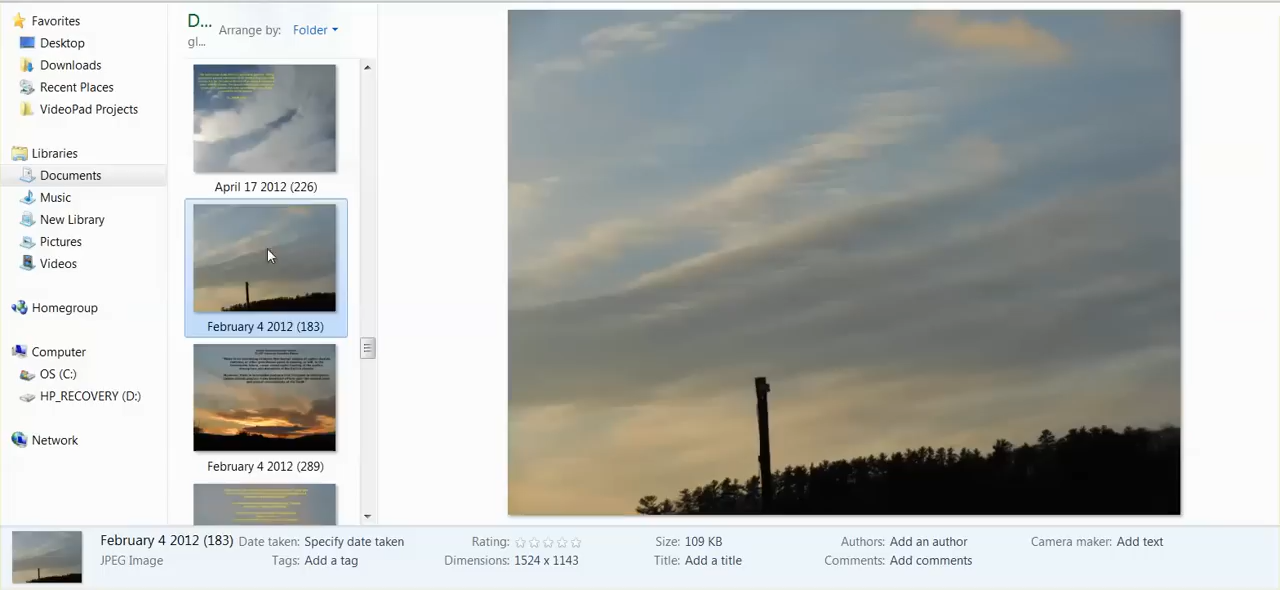 Favorites
Desktop
Downloads
Recent Places
VideoPad Projects
Libraries
Documents
Music
New Library
Pictures
Videos
Homegroup
Computer
OS (C:)
HP_RECOVERY (D:)
Network
D...
gl...
Arrange by: Folder
April 17 2012 (226)
February 4 2012 (183)
February 4 2012 (289)
February 4 2012 (183) Date taken: Specify date taken Rating: Size: 109 KB Authors: Add an author Camera maker: Add text
JPEG Image Tags: Add a tag Dimensions: 1524 x 1143 Title: Add a title Comments: Add comments